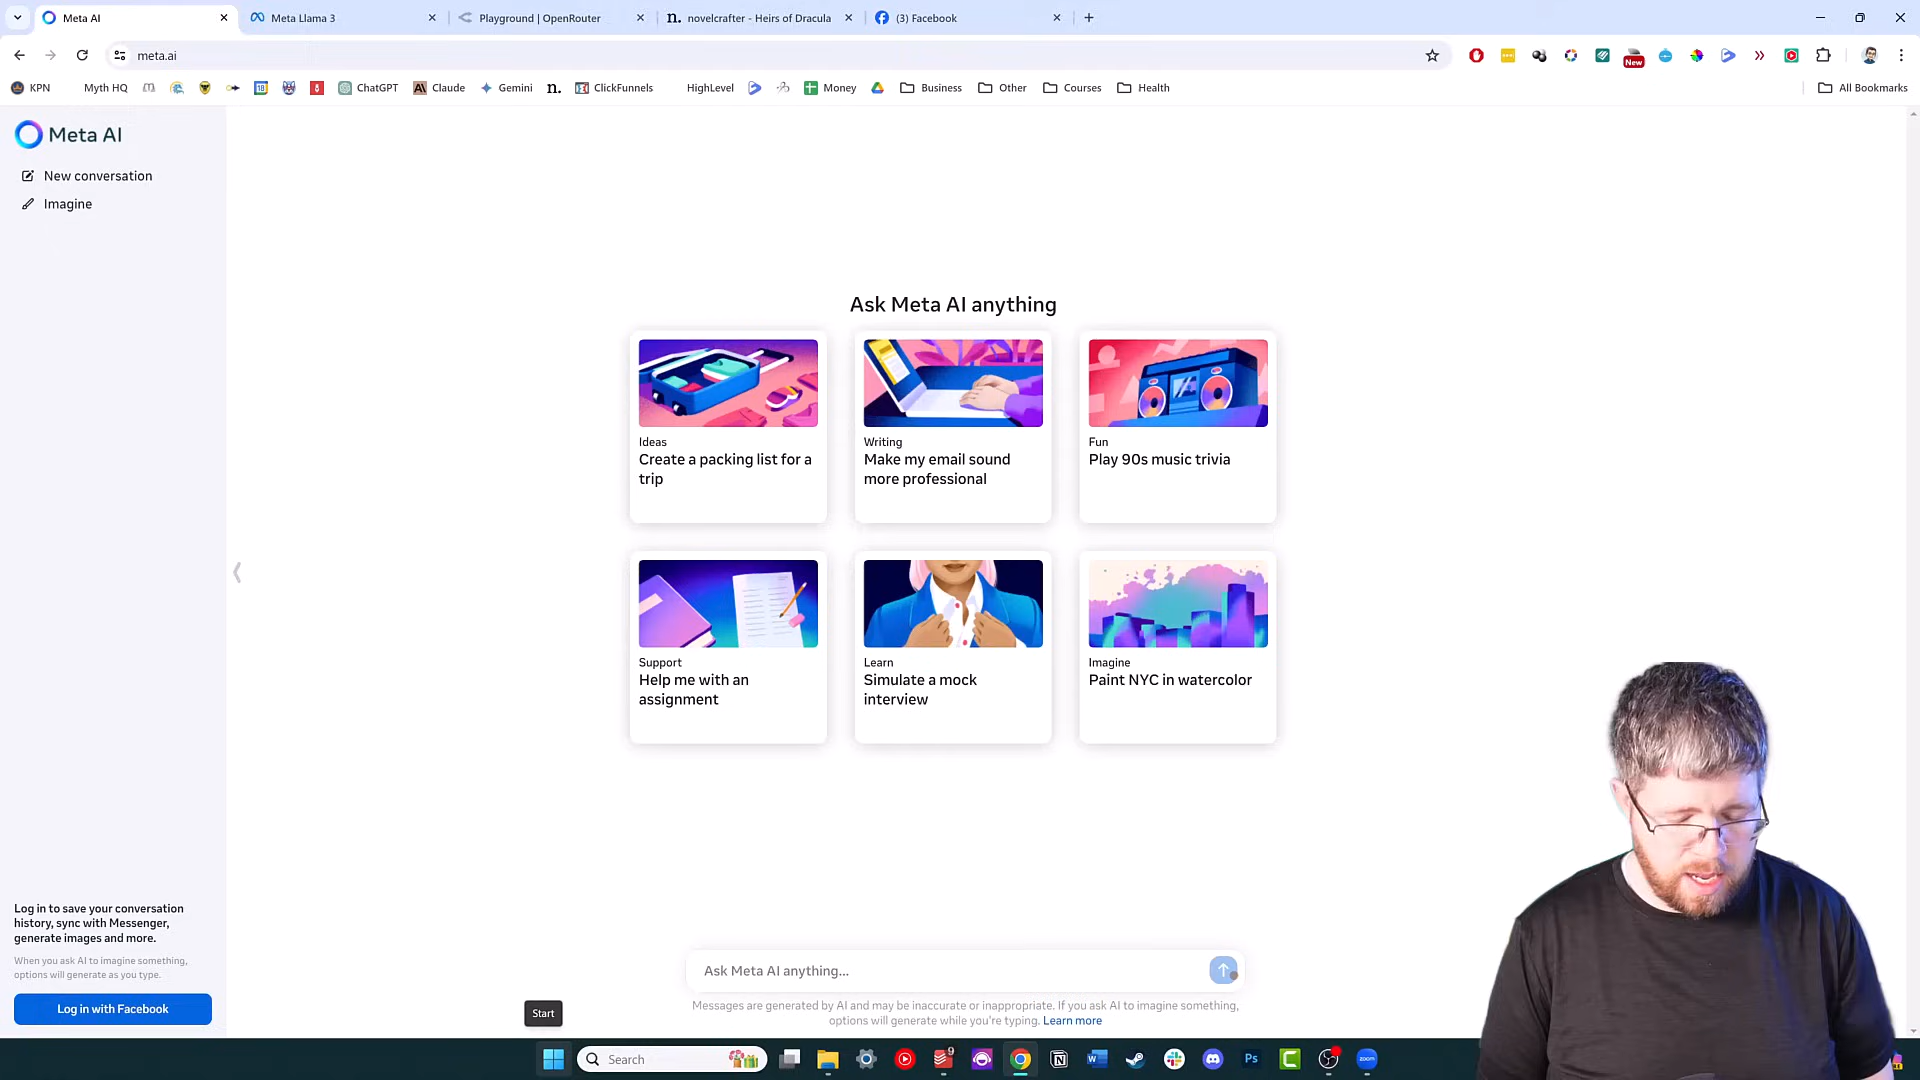 Meta AI
Meta Llama 3
Playground | OpenRouter
n. novelcrafter - Heirs of Dracula
(3) Facebook
meta.ai
New
KPN
Myth HQ
18
ChatGPT
Claude
Gemini
n.
ClickFunnels
HighLevel
Money
Business
Other
Courses
Health
All Bookmarks
Meta AI
New conversation
Imagine
Ask Meta AI anything
Ideas
Create a packing list for a
trip
Writing
Make my email sound
more professional
Fun
Play 90s music trivia
Support
Help me with an
assignment
Learn
Simulate a mock
interview
Imagine
Paint NYC in watercolor
Log in to save your conversation
history, sync with Messenger,
generate images and more.
When you ask AI to imagine something,
options will generate as you type.
Log in with Facebook
Ask Meta AI anything...
Messages are generated by AI and may be inaccurate or inappropriate. If you ask AI to imagine something,
options will generate while you're typing. Learn more
Start
Search
9
W
Ps
zoom